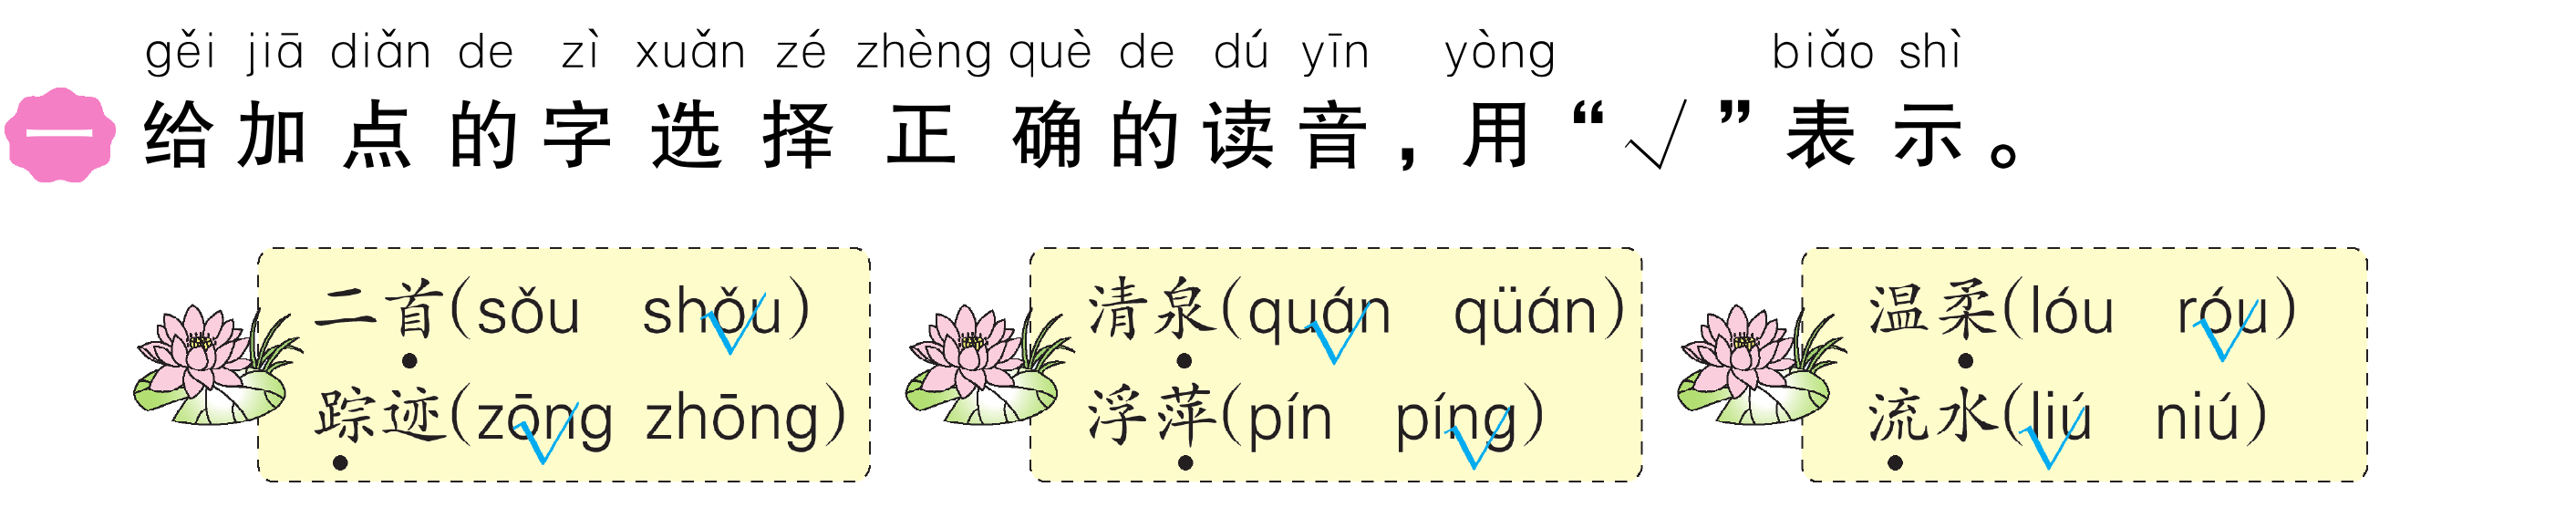 gěi jiā diǎn de zì xuǎn zé zhèng què de dú yīn yòng biǎo shì
一 给加点的字选择正确的读音，用“√”表示。
二首(sǒu shǒu√) 清泉(quán√ qüán) 温柔(lóu róu√)
踪迹(zōng√ zhōng) 浮萍(pín píng√) 流水(liú√ niú)